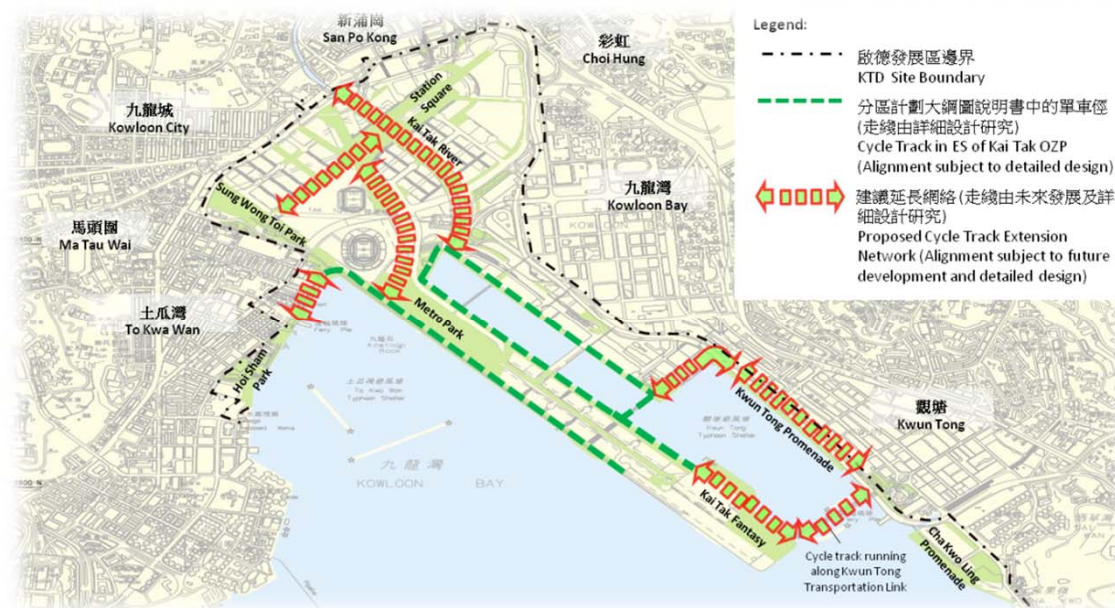 新蒲崗
San Po Kong
彩虹
Choi Hung
Station
Square
九龍城
Kowloon City
Kai Tak River
九龍灣
Kowloon Bay
KOWLOON BAY
Sung Wong Toi Park
馬頭圍
Ma Tau Wai
土瓜灣
To Kwa Wan
Metro Park
Hoi Sham
Park
Kwun Tong Promenade
觀塘
Kwun Tong
九龍灣
KOWLOON BAY
Kai Tak Fantasy
Cycle track running
along Kwun Tong
Transportation Link
Cha Kwo Ling
Promenade
Legend:
啟德發展區邊界
KTD Site Boundary
分區計劃大綱圖說明書中的單車徑
(走綫由詳細設計研究)
Cycle Track in ES of Kai Tak OZP
(Alignment subject to detailed design)
建議延長網絡(走綫由未來發展及詳
細設計研究)
Proposed Cycle Track Extension
Network (Alignment subject to future
development and detailed design)